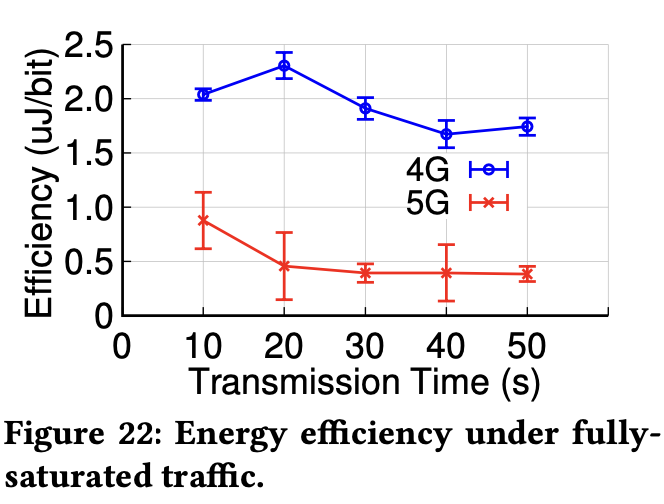 2.5
2.0
1.5
1.0
0.5
0
Efficiency (uJ/bit)
4G
5G
0 10 20 30 40 50
Transmission Time (s)
Figure 22: Energy efficiency under fully-
saturated traffic.